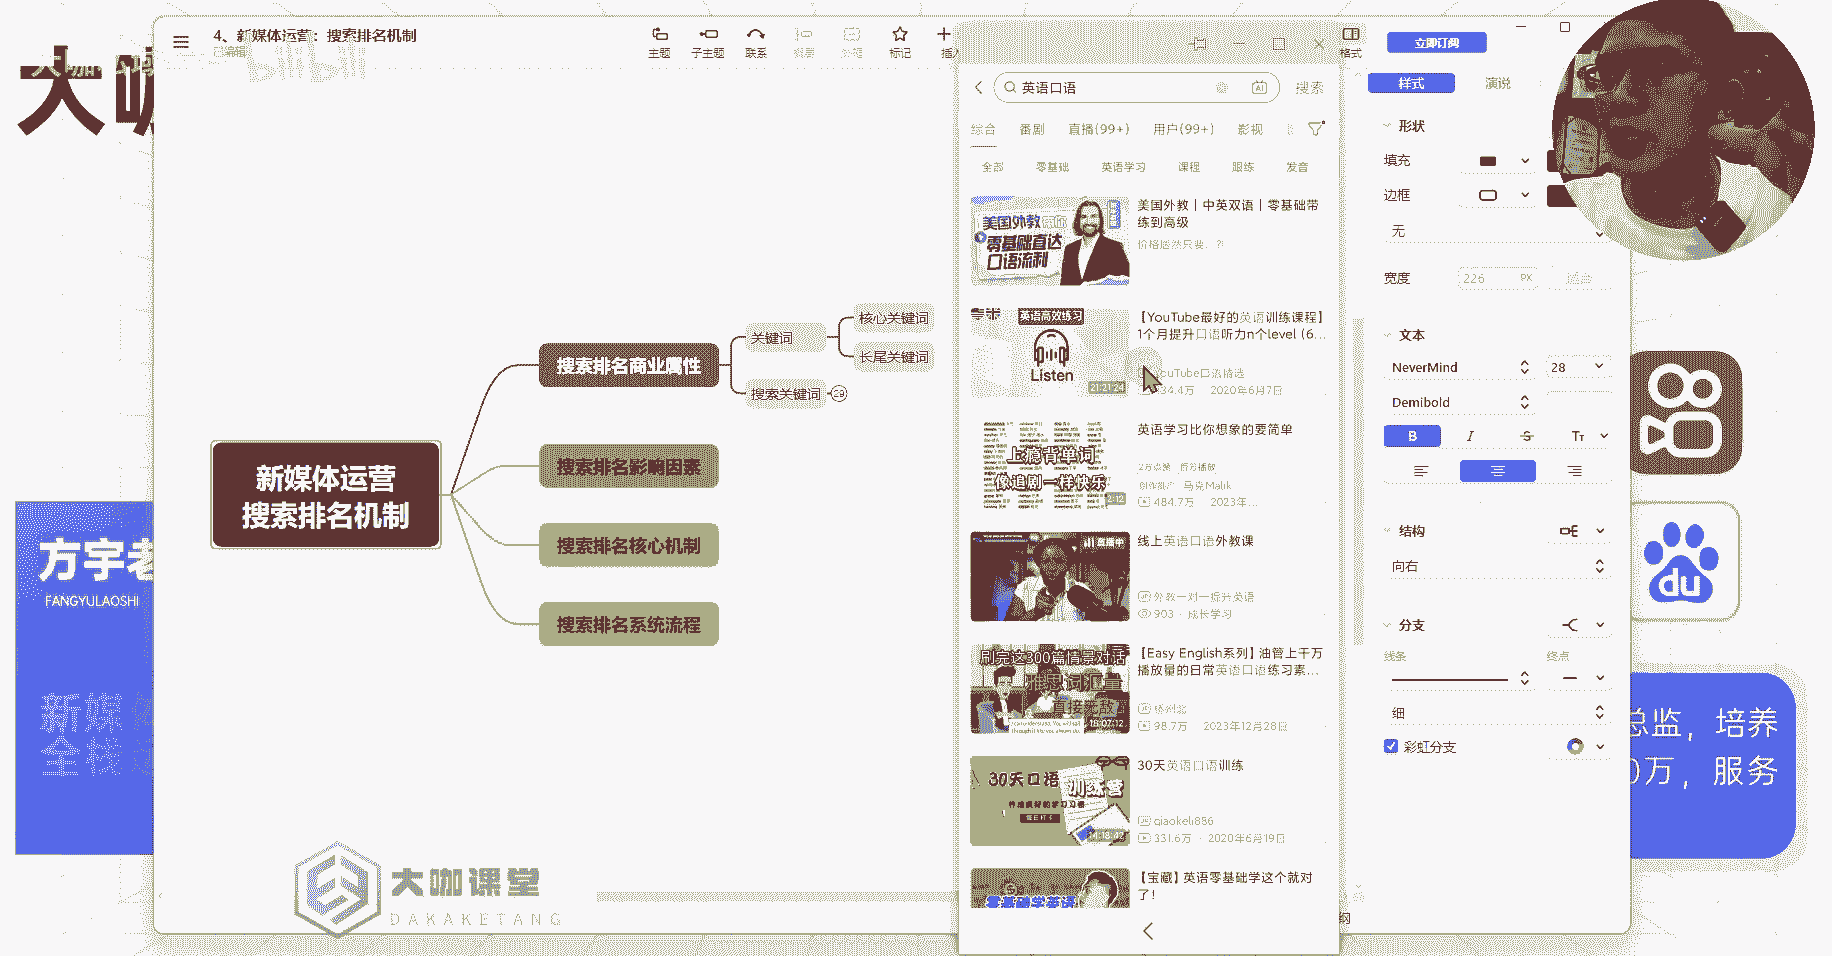 大咖
4、新媒体运营：搜索排名机制
已编辑
bilibili
主题
子主题
联系
概要
外框
标记
插入
格式
立即订阅
样式
演说
英语口语
搜索
综合
番剧
直播(99+)
用户(99+)
影视
全部
零基础
英语学习
课程
跟练
发音
美国外教
零基础直达
口语流利
美国外教｜中英双语｜零基础带
练到高级
价格居然只要..?!
英语高效练习
Listen
21:21:24
【YouTube最好的英语训练课程】
1个月提升口语听力n个level (6...
YouTube口语精选
2020年6月7日
上瘾背单词
像追剧一样快乐
2:12
英语学习比你想象的要简单
马克Malik
484.7万
2023年...
直播中
线上英语口语外教课
外教一对一提升英语
903 · 成长学习
刷完这300篇情景对话
雅思词汇量
直接无敌了
18:07:12
【Easy English系列】油管上千万
播放量的日常英语口语练习素...
98.7万
2023年12月28日
30天口语
训练营
30天英语口语训练
qiaokeli886
331.6万 · 2020年6月19日
零基础学英语
【宝藏】英语零基础学这个就对
了！
新媒体运营
搜索排名机制
搜索排名商业属性
搜索排名影响因素
搜索排名核心机制
搜索排名系统流程
关键词
核心关键词
长尾关键词
搜索关键词
29
形状
填充
边框
无
宽度
226
PX
文本
NeverMind
28
Demibold
B
I
S
Tт
结构
向右
分支
线条
终点
细
彩虹分支
方宇老
FANGYULAOSHI
新媒体
全栈
大咖课堂
DAKAKETANG
du
总监，培养
0万，服务